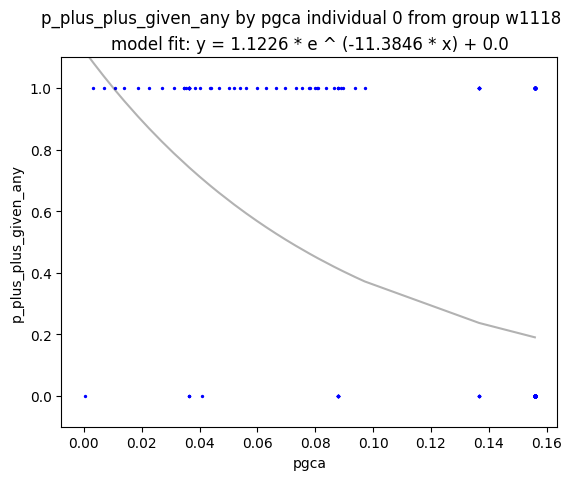 p_plus_plus_given_any by pgca individual 0 from group w1118
model fit: y = 1.1226 * e ^ (-11.3846 * x) + 0.0
p_plus_plus_given_any
1.0
0.8
0.6
0.4
0.2
0.0
0.00 0.02 0.04 0.06 0.08 0.10 0.12 0.14 0.16
pgca